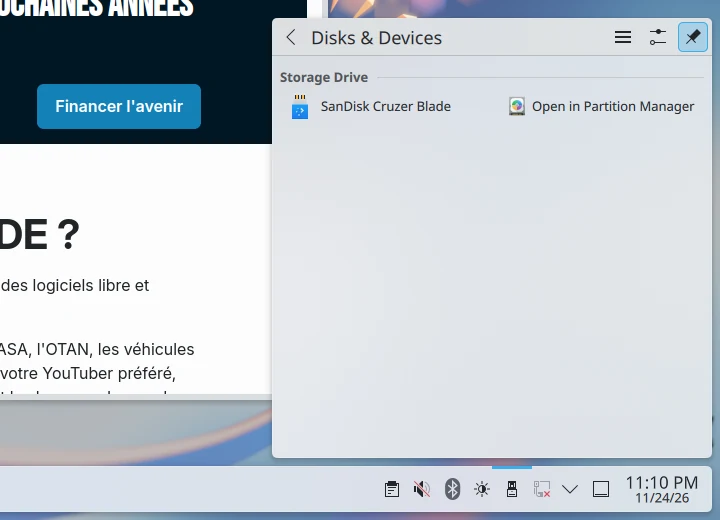 OCHAINES ANNÉES
Financer l'avenir
DE ?
des logiciels libre et
ASA, l'OTAN, les véhicules
votre YouTuber préféré,
Disks & Devices
Storage Drive
SanDisk Cruzer Blade
Open in Partition Manager
11:10 PM
11/24/26